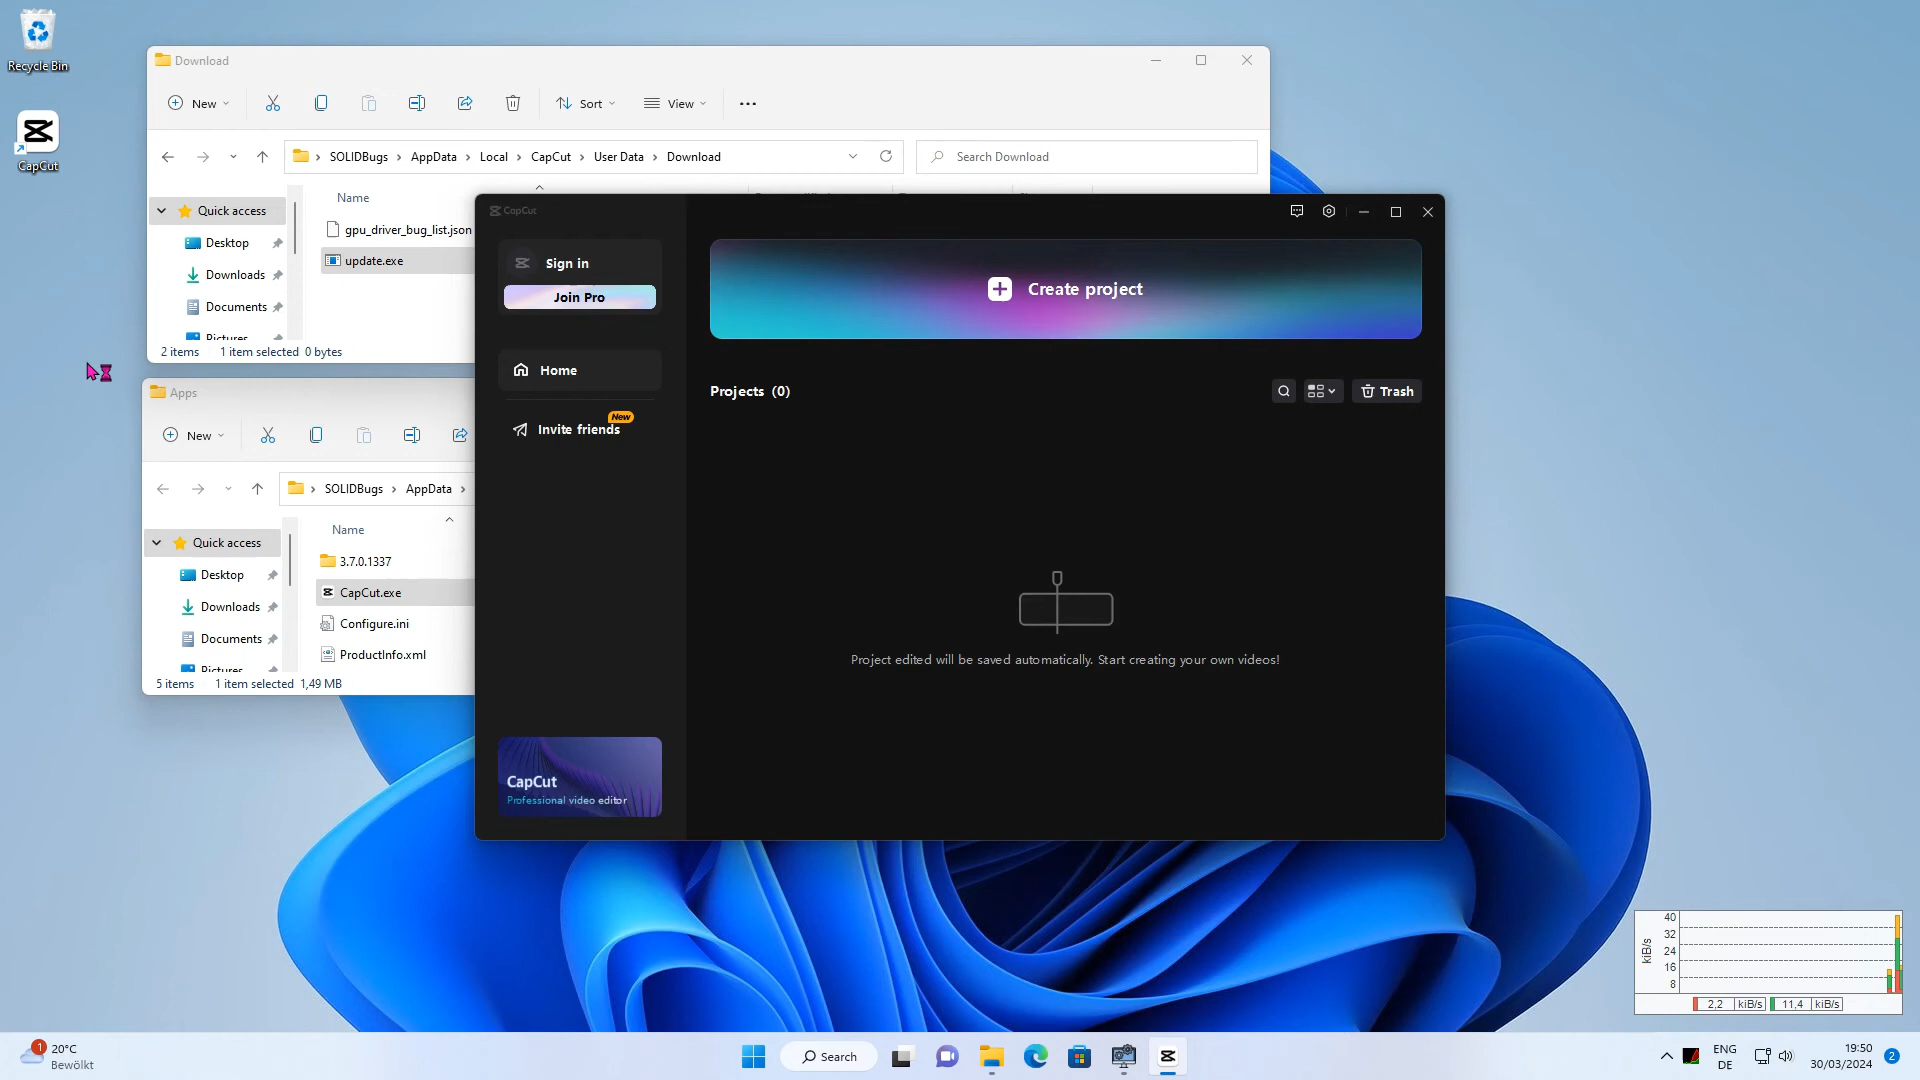 Recycle Bin
CapCut
Download
New
Sort
View
SOLIDBugs
AppData
Local
CapCut
User Data
Download
Search Download
Name
Quick access
gpu_driver_bug_list.json
Desktop
update.exe
Downloads
Documents
Pictures
2 items
1 item selected 0 bytes
Apps
New
SOLIDBugs
AppData
Name
Quick access
3.7.0.1337
Desktop
CapCut.exe
Downloads
Configure.ini
Documents
ProductInfo.xml
Pictures
5 items
1 item selected 1,49 MB
CapCut
Sign in
Join Pro
Home
New
Invite friends
CapCut
Professional video editor
Create project
Projects (0)
Trash
Project edited will be saved automatically. Start creating your own videos!
40
32
24
16
8
kiB/s
2,2 kiB/s
11,4 kiB/s
1
20°C
Bewölkt
Search
ENG
DE
19:50
30/03/2024
2